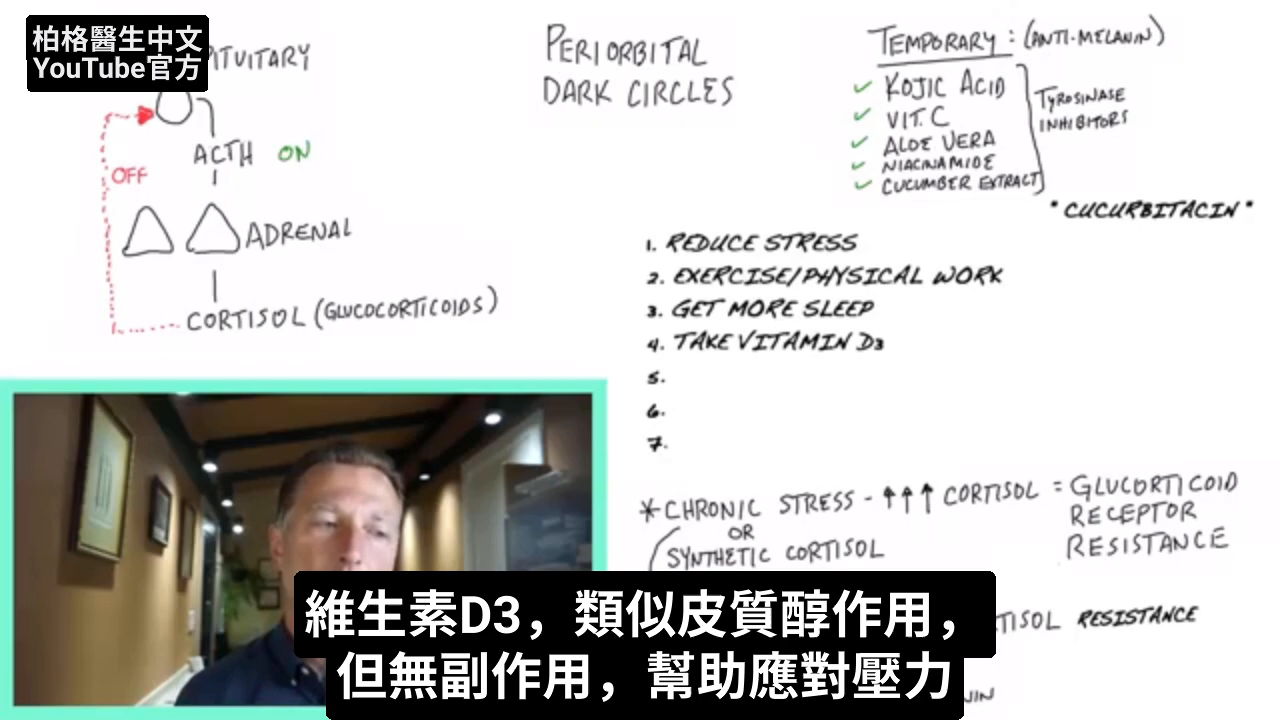 柏格醫生中文
YouTube官方
PITUITARY
ACTH ON
OFF
ADRENAL
CORTISOL (GLUCOCORTICOIDS)
PERIORBITAL
DARK CIRCLES
TEMPORARY: (ANTI-MELANIN)
✓ KOJIC ACID
✓ VIT. C
✓ ALOE VERA
✓ NIACINAMIDE
✓ CUCUMBER EXTRACT
TYROSINASE
INHIBITORS
"CUCURBITACIN"
1. REDUCE STRESS
2. EXERCISE/PHYSICAL WORK
3. GET MORE SLEEP
4. TAKE VITAMIN D3
5.
6.
7.
*CHRONIC STRESS - ↑↑↑ CORTISOL = GLUCORTICOID
RECEPTOR
RESISTANCE
OR
SYNTHETIC CORTISOL
RESISTANCE
維生素D3，類似皮質醇作用，
但無副作用，幫助應對壓力